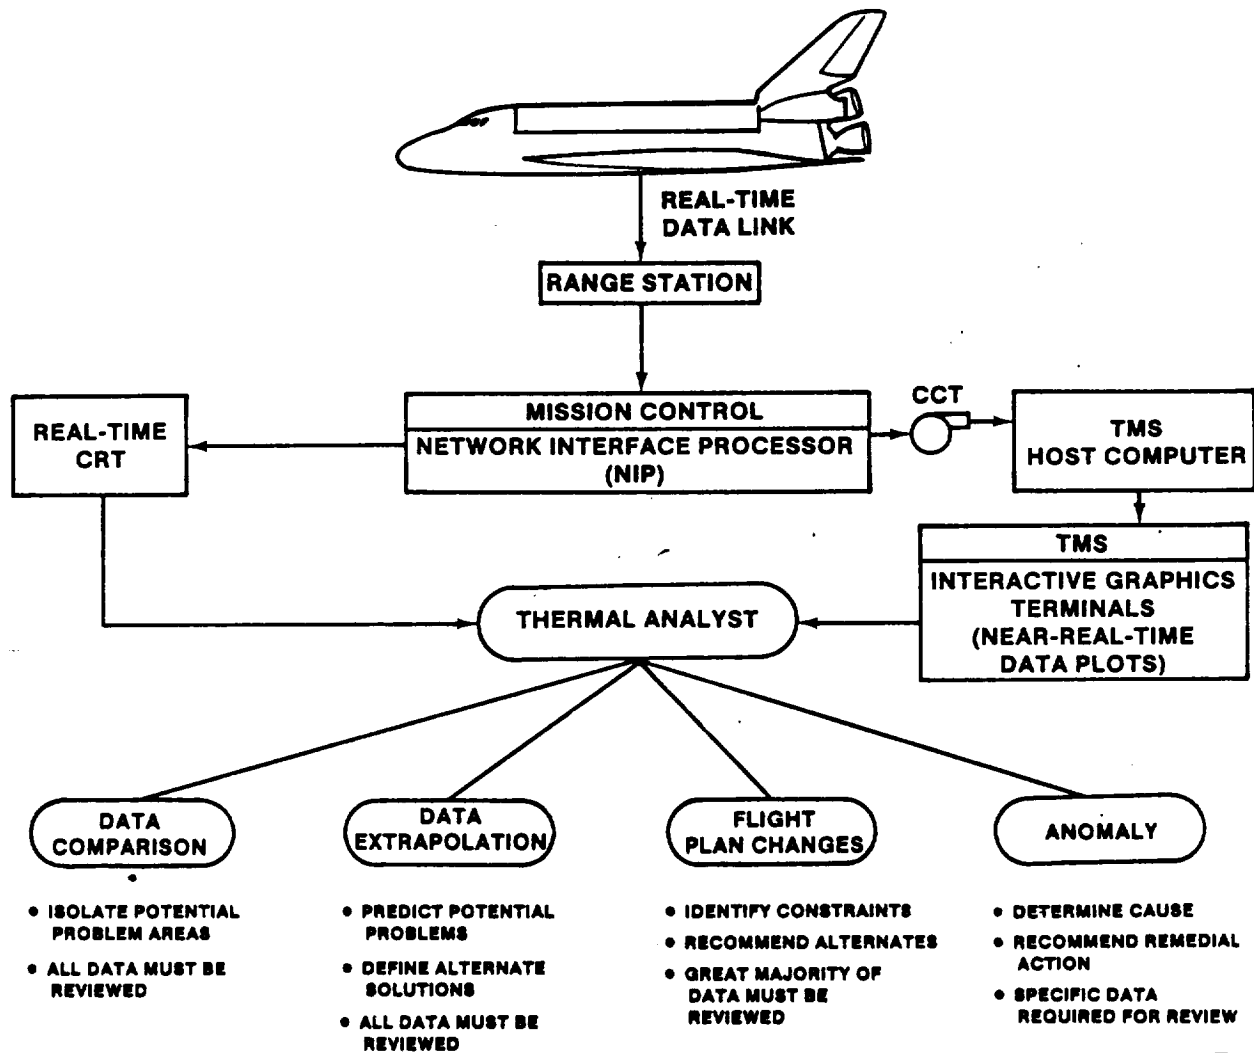 REAL-TIME
DATA LINK
RANGE STATION
MISSION CONTROL
NETWORK INTERFACE PROCESSOR
(NIP)
CCT
TMS
HOST COMPUTER
REAL-TIME
CRT
TMS
INTERACTIVE GRAPHICS
TERMINALS
(NEAR-REAL-TIME
DATA PLOTS)
THERMAL ANALYST
DATA
COMPARISON
• ISOLATE POTENTIAL
PROBLEM AREAS
• ALL DATA MUST BE
REVIEWED
DATA
EXTRAPOLATION
• PREDICT POTENTIAL
PROBLEMS
• DEFINE ALTERNATE
SOLUTIONS
• ALL DATA MUST BE
REVIEWED
FLIGHT
PLAN CHANGES
• IDENTIFY CONSTRAINTS
• RECOMMEND ALTERNATES
• GREAT MAJORITY OF
DATA MUST BE
REVIEWED
ANOMALY
• DETERMINE CAUSE
• RECOMMEND REMEDIAL
ACTION
• SPECIFIC DATA
REQUIRED FOR REVIEW